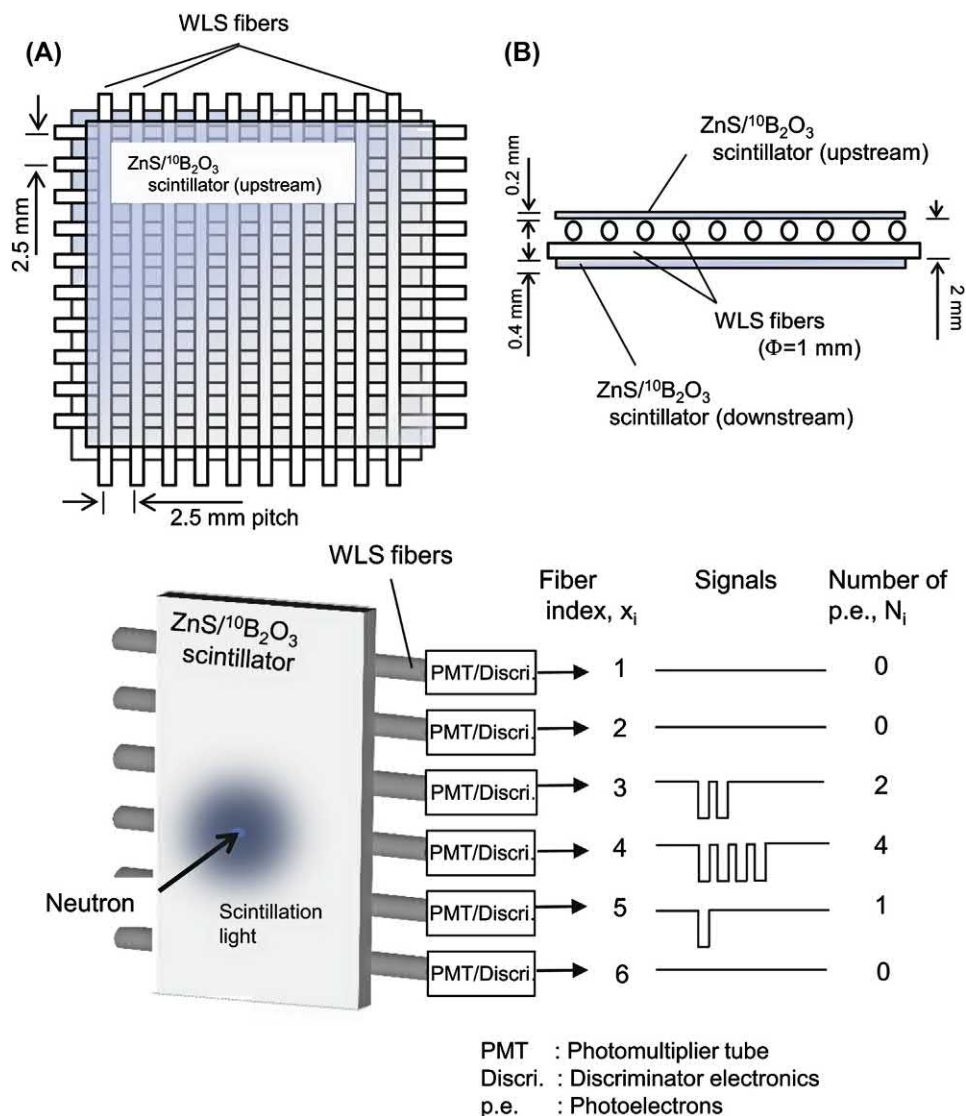 WLS fibers
(A)
(B)
ZnS/¹⁰B₂O₃
scintillator (upstream)
2.5 mm
2.5 mm pitch
ZnS/¹⁰B₂O₃
scintillator (upstream)
0.2 mm
0.4 mm
2 mm
WLS fibers
(Φ=1 mm)
ZnS/¹⁰B₂O₃
scintillator (downstream)
WLS fibers
Fiber
index, xᵢ
Signals
Number of
p.e., Nᵢ
ZnS/¹⁰B₂O₃
scintillator
PMT/Discri. 1 0
PMT/Discri. 2 0
PMT/Discri. 3 2
PMT/Discri. 4 4
PMT/Discri. 5 1
PMT/Discri. 6 0
Neutron
Scintillation
light
PMT : Photomultiplier tube
Discri. : Discriminator electronics
p.e. : Photoelectrons